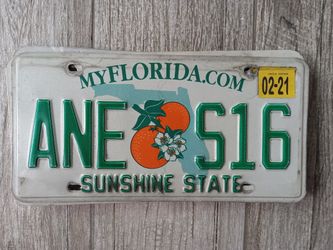 MYFLORIDA.COM
02-21
ANE S16
SUNSHINE STATE